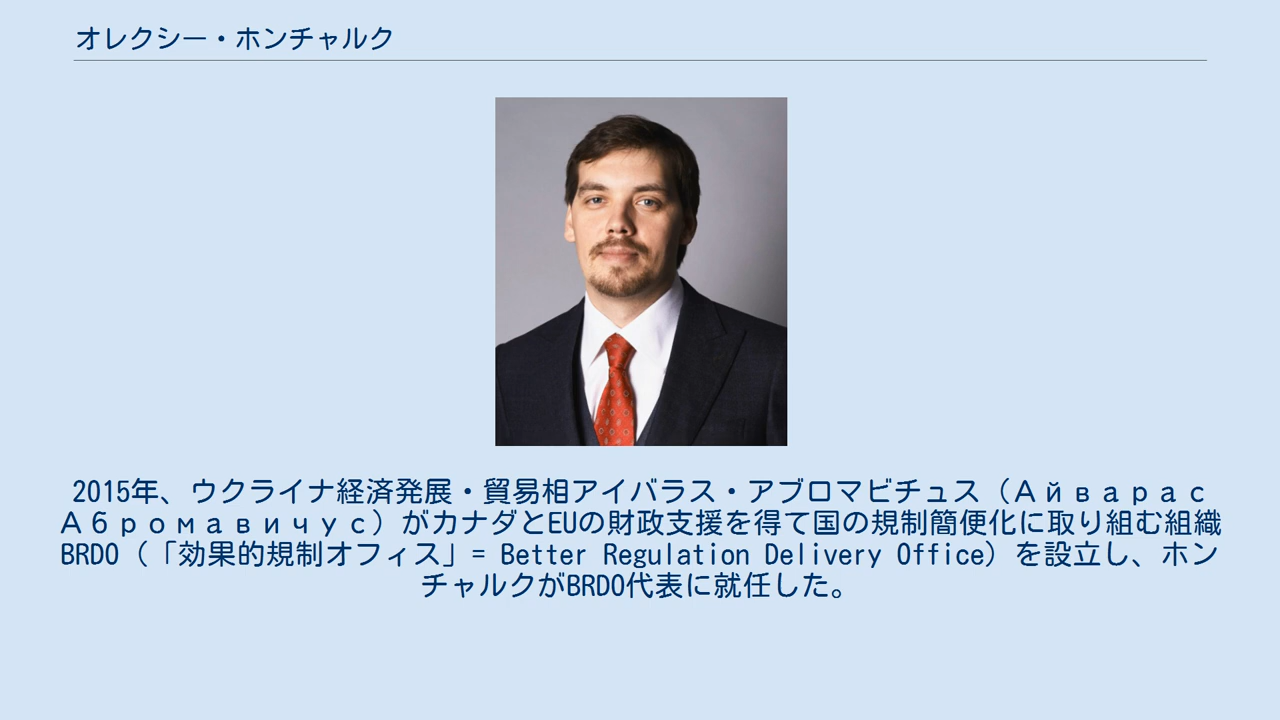 オレクシー・ホンチャルク
2015年、ウクライナ経済発展・貿易相アイバラス・アブロマビチュス（Айварас
Абромавичус）がカナダとEUの財政支援を得て国の規制簡便化に取り組む組織
BRDO（「効果的規制オフィス」= Better Regulation Delivery Office）を設立し、ホン
チャルクがBRDO代表に就任した。